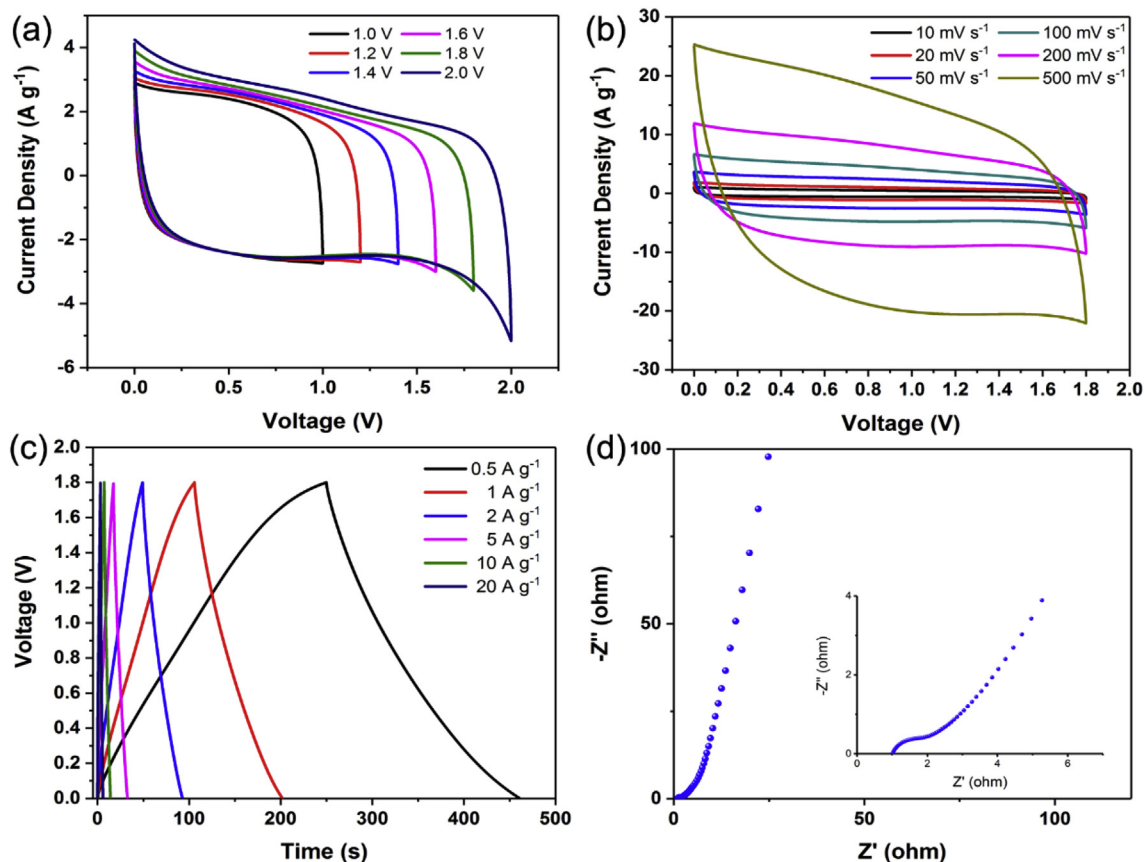 (a)
1.0 V 1.6 V
1.2 V 1.8 V
1.4 V 2.0 V
4
2
0
-2
-4
-6
Current Density (A g⁻¹)
0.0 0.5 1.0 1.5 2.0
Voltage (V)
(b)
10 mV s⁻¹ 100 mV s⁻¹
20 mV s⁻¹ 200 mV s⁻¹
50 mV s⁻¹ 500 mV s⁻¹
30
20
10
0
-10
-20
-30
Current Density (A g⁻¹)
0.0 0.2 0.4 0.6 0.8 1.0 1.2 1.4 1.6 1.8 2.0
Voltage (V)
(c)
0.5 A g⁻¹
1 A g⁻¹
2 A g⁻¹
5 A g⁻¹
10 A g⁻¹
20 A g⁻¹
2.0
1.8
1.6
1.4
1.2
1.0
0.8
0.6
0.4
0.2
0.0
Voltage (V)
0 100 200 300 400 500
Time (s)
(d)
100
50
0
-Z'' (ohm)
0 50 100
Z' (ohm)
4
2
0
-Z'' (ohm)
0 2 4 6
Z' (ohm)